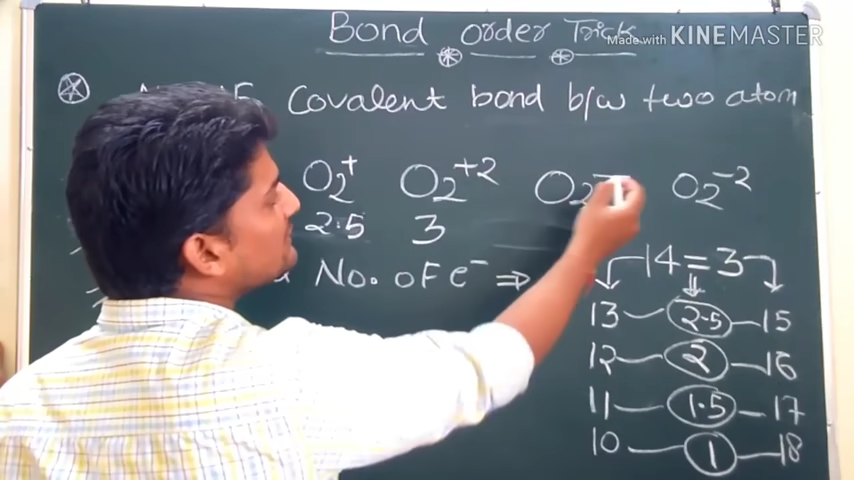 Bond order Trick
Made with KINEMASTER
Covalent bond b/w two atom
O2+ O2+2 O2− O2−2
2.5 3
No. of e− ⇒
14 = 3
13 — 2.5 — 15
12 — 2 — 16
11 — 1.5 — 17
10 — 1 — 18